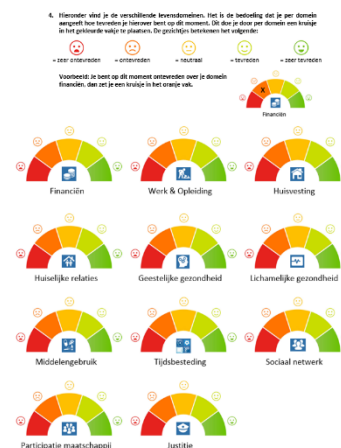 4. Hieronder vind je de verschillende levensdomeinen. Het is de bedoeling dat je per domein
aangeeft hoe tevreden je hierover bent op dit moment. Dit doe je door per domein een kruisje
in het gekleurde vakje te plaatsen. De gezichtjes betekenen het volgende:
= zeer ontevreden = ontevreden = neutraal = tevreden = zeer tevreden
Voorbeeld: Je bent op dit moment ontevreden over je domein
financiën, dan zet je een kruisje in het oranje vak.
X
Financiën
Financiën Werk & Opleiding Huisvesting
Huiselijke relaties Geestelijke gezondheid Lichamelijke gezondheid
Middelengebruik Tijdsbesteding Sociaal netwerk
Participatie maatschappij Justitie